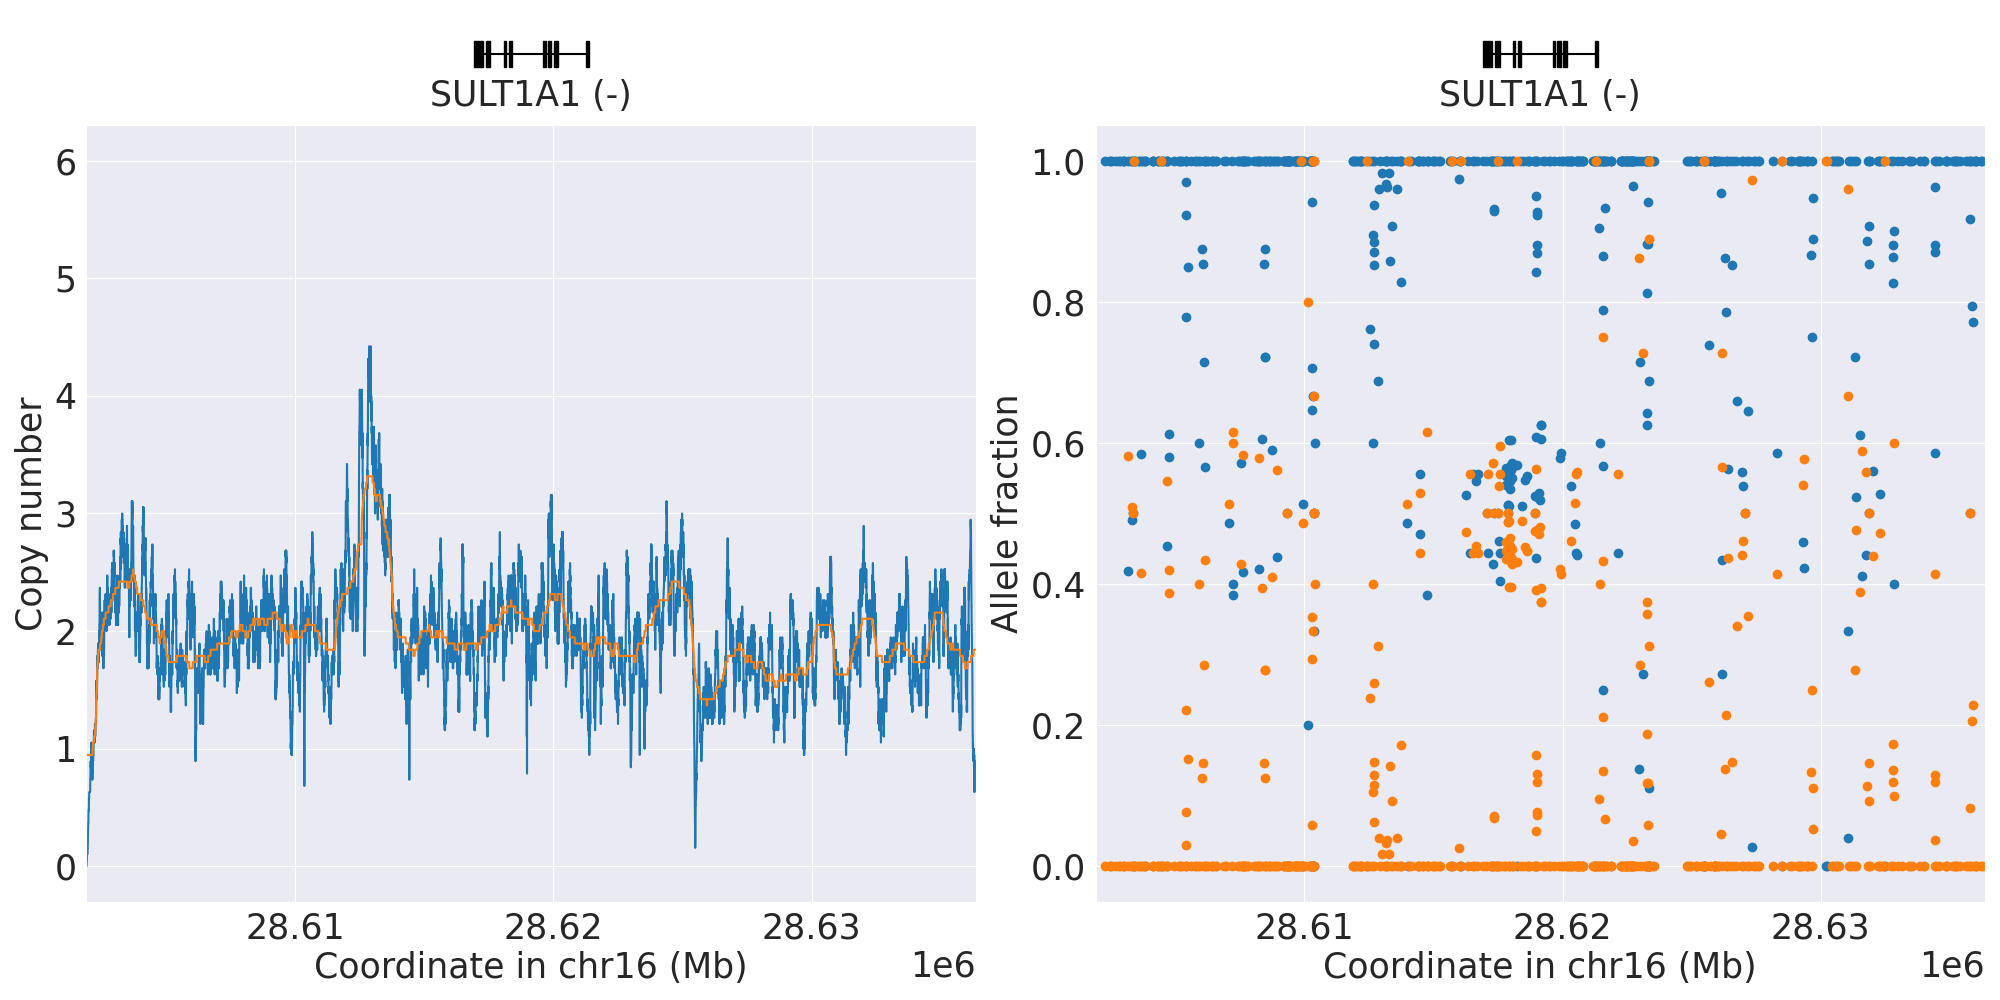 SULT1A1 (-)
Copy number
6
5
4
3
2
1
0
28.61
28.62
28.63
Coordinate in chr16 (Mb)
1e6
SULT1A1 (-)
Allele fraction
1.0
0.8
0.6
0.4
0.2
0.0
28.61
28.62
28.63
Coordinate in chr16 (Mb)
1e6